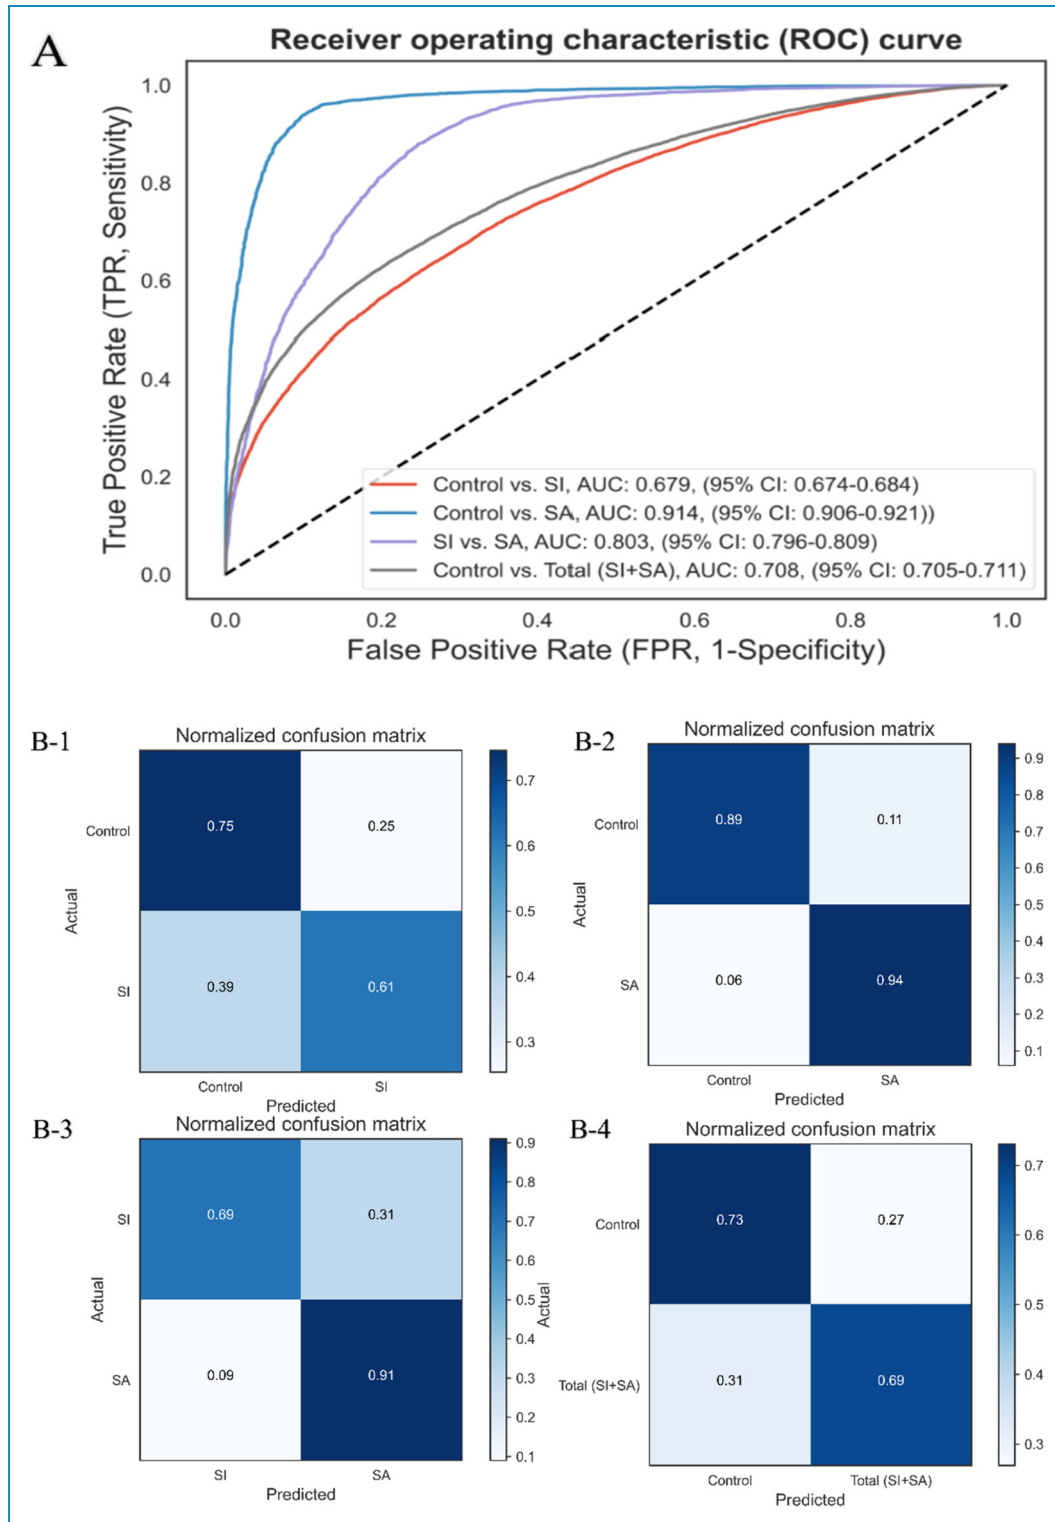 A
Receiver operating characteristic (ROC) curve
True Positive Rate (TPR, Sensitivity)
1.0
0.8
0.6
0.4
0.2
0.0
Control vs. SI, AUC: 0.679, (95% CI: 0.674-0.684)
Control vs. SA, AUC: 0.914, (95% CI: 0.906-0.921))
SI vs. SA, AUC: 0.803, (95% CI: 0.796-0.809)
Control vs. Total (SI+SA), AUC: 0.708, (95% CI: 0.705-0.711)
0.0 0.2 0.4 0.6 0.8 1.0
False Positive Rate (FPR, 1-Specificity)
B-1
Normalized confusion matrix
Actual
Control
0.75 0.25
SI
0.39 0.61
Control SI
Predicted
0.7
0.6
0.5
0.4
0.3
B-2
Normalized confusion matrix
Actual
Control
0.89 0.11
SA
0.06 0.94
Control SA
Predicted
0.9
0.8
0.7
0.6
0.5
0.4
0.3
0.2
0.1
B-3
Normalized confusion matrix
Actual
SI
0.69 0.31
SA
0.09 0.91
SI SA
Predicted
0.9
0.8
0.7
0.6
0.5
0.4
0.3
0.2
0.1
B-4
Normalized confusion matrix
Actual
Control
0.73 0.27
Total (SI+SA)
0.31 0.69
Control Total (SI+SA)
Predicted
0.7
0.6
0.5
0.4
0.3